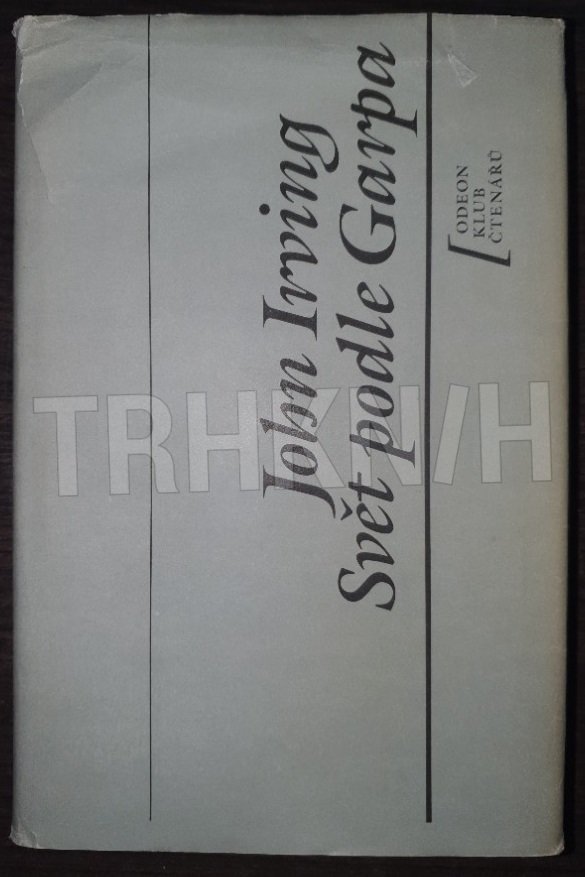 John Irving
Svět podle Garpa
ODEON
KLUB
ČTENÁŘŮ
TRHKNIH